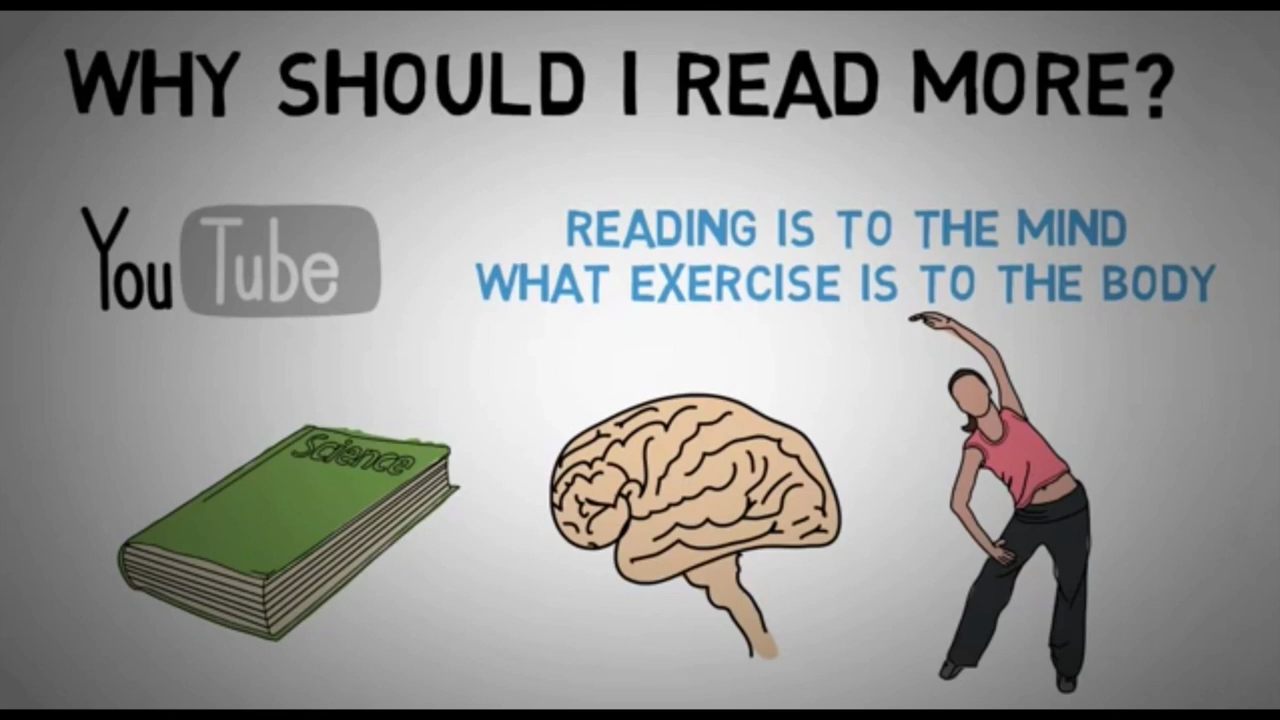 WHY SHOULD I READ MORE?
YouTube
READING IS TO THE MIND
WHAT EXERCISE IS TO THE BODY
Science